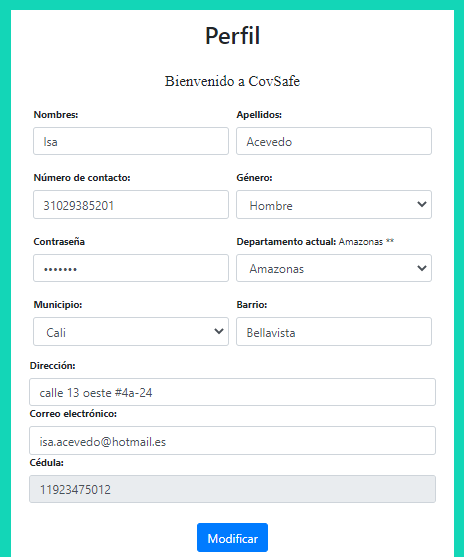 Perfil
Bienvenido a CovSafe
Nombres: Apellidos:
Isa Acevedo
Número de contacto: Género:
31029385201 Hombre
Contraseña Departamento actual: Amazonas **
••••••• Amazonas
Municipio: Barrio:
Cali Bellavista
Dirección:
calle 13 oeste #4a-24
Correo electrónico:
isa.acevedo@hotmail.es
Cédula:
11923475012
Modificar